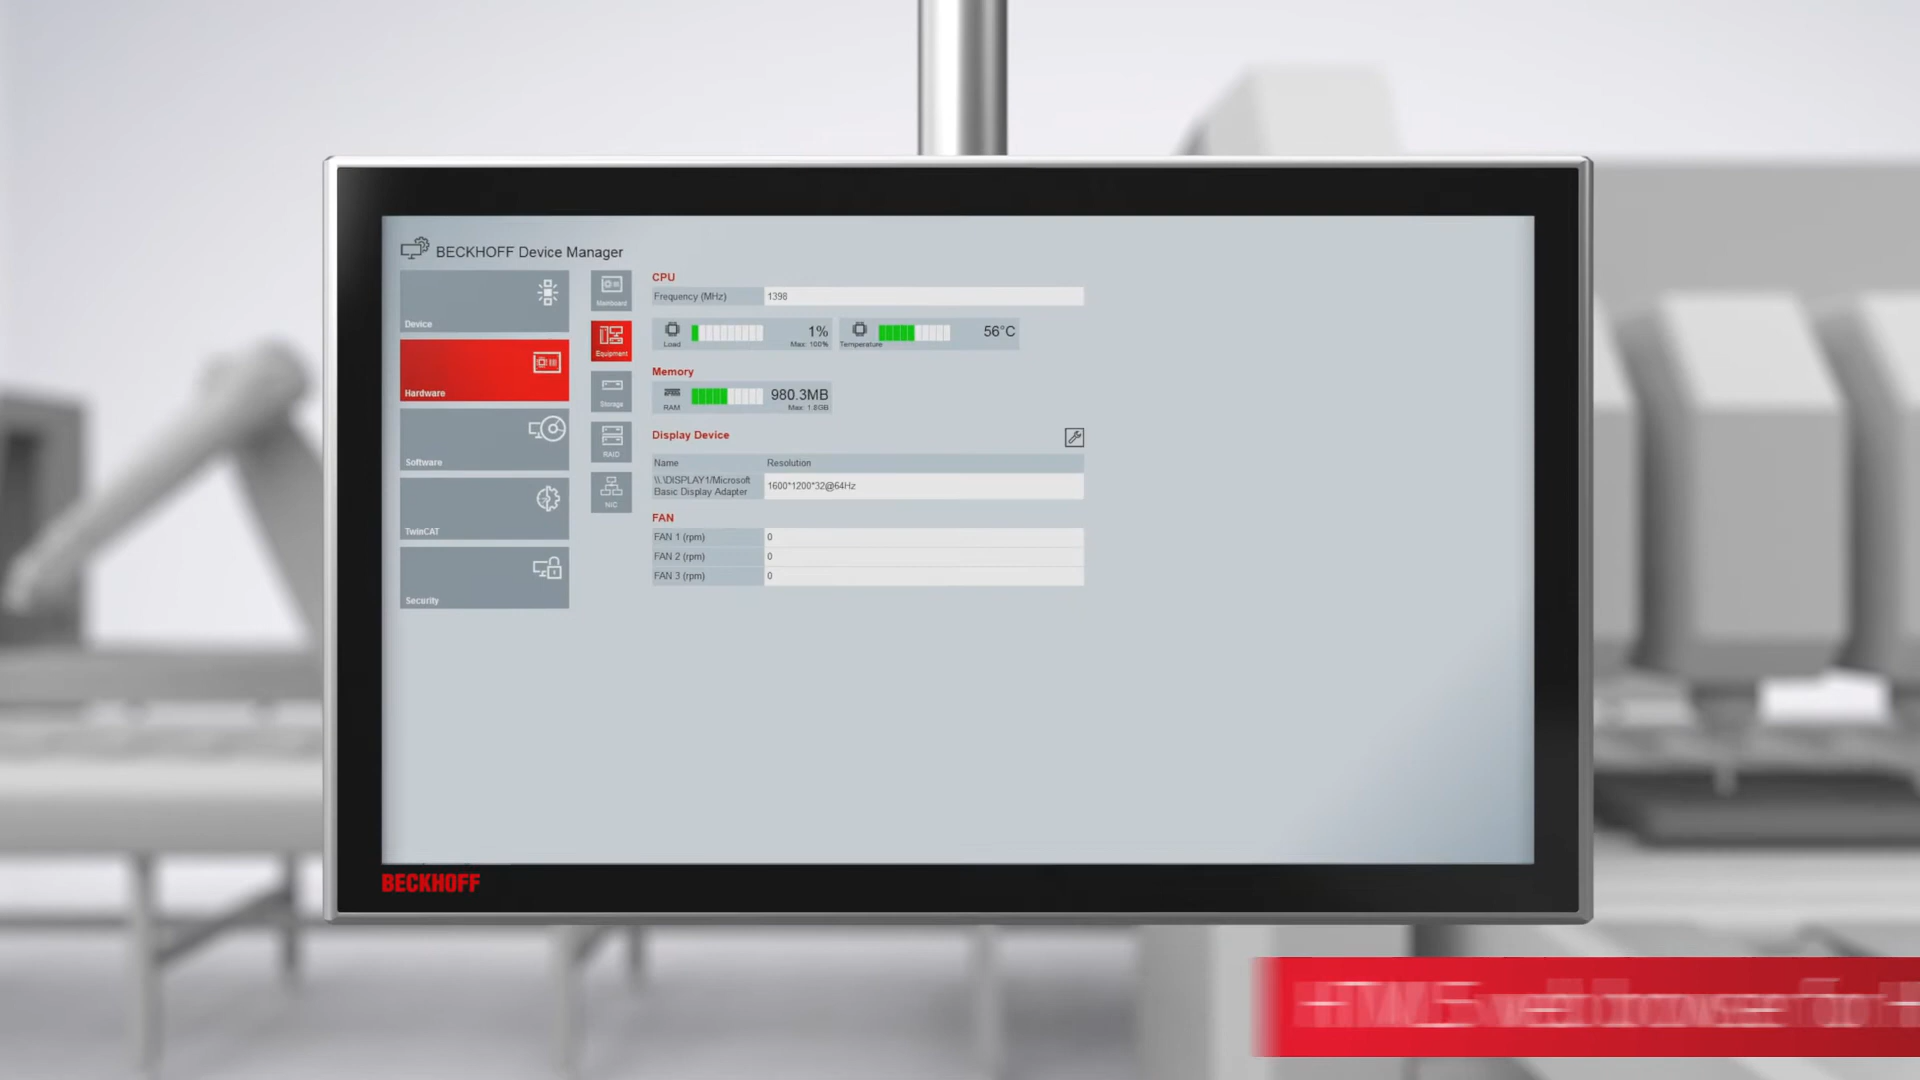 BECKHOFF Device Manager
Device
Hardware
Software
TwinCAT
Security
Mainboard
Equipment
Storage
RAID
NIC
CPU
Frequency (MHz) 1398
Load 1% Max: 100%
Temperature 56°C
Memory
RAM 980.3MB Max: 1.8GB
Display Device
Name Resolution
\\.\DISPLAY1/Microsoft Basic Display Adapter 1600*1200*32@64Hz
FAN
FAN 1 (rpm) 0
FAN 2 (rpm) 0
FAN 3 (rpm) 0
BECKHOFF
web browser for